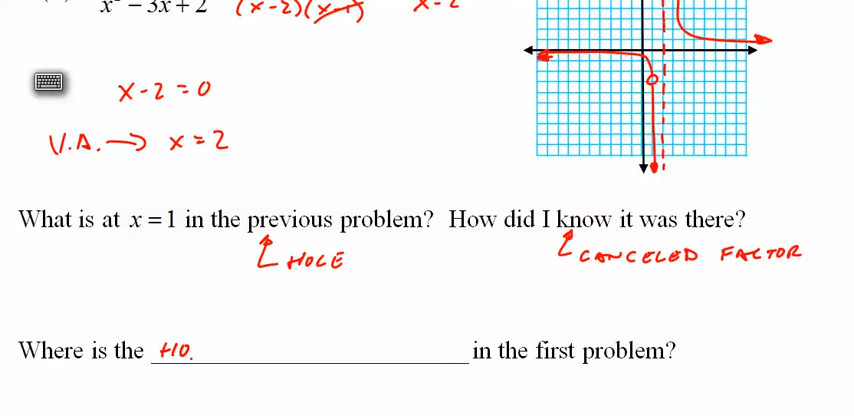 x² − 3x + 2 (x-2)(x-1) x-2
x-2=0
V.A. → x=2
What is at x = 1 in the previous problem? How did I know it was there?
HOLE CANCELED FACTOR
Where is the HO in the first problem?